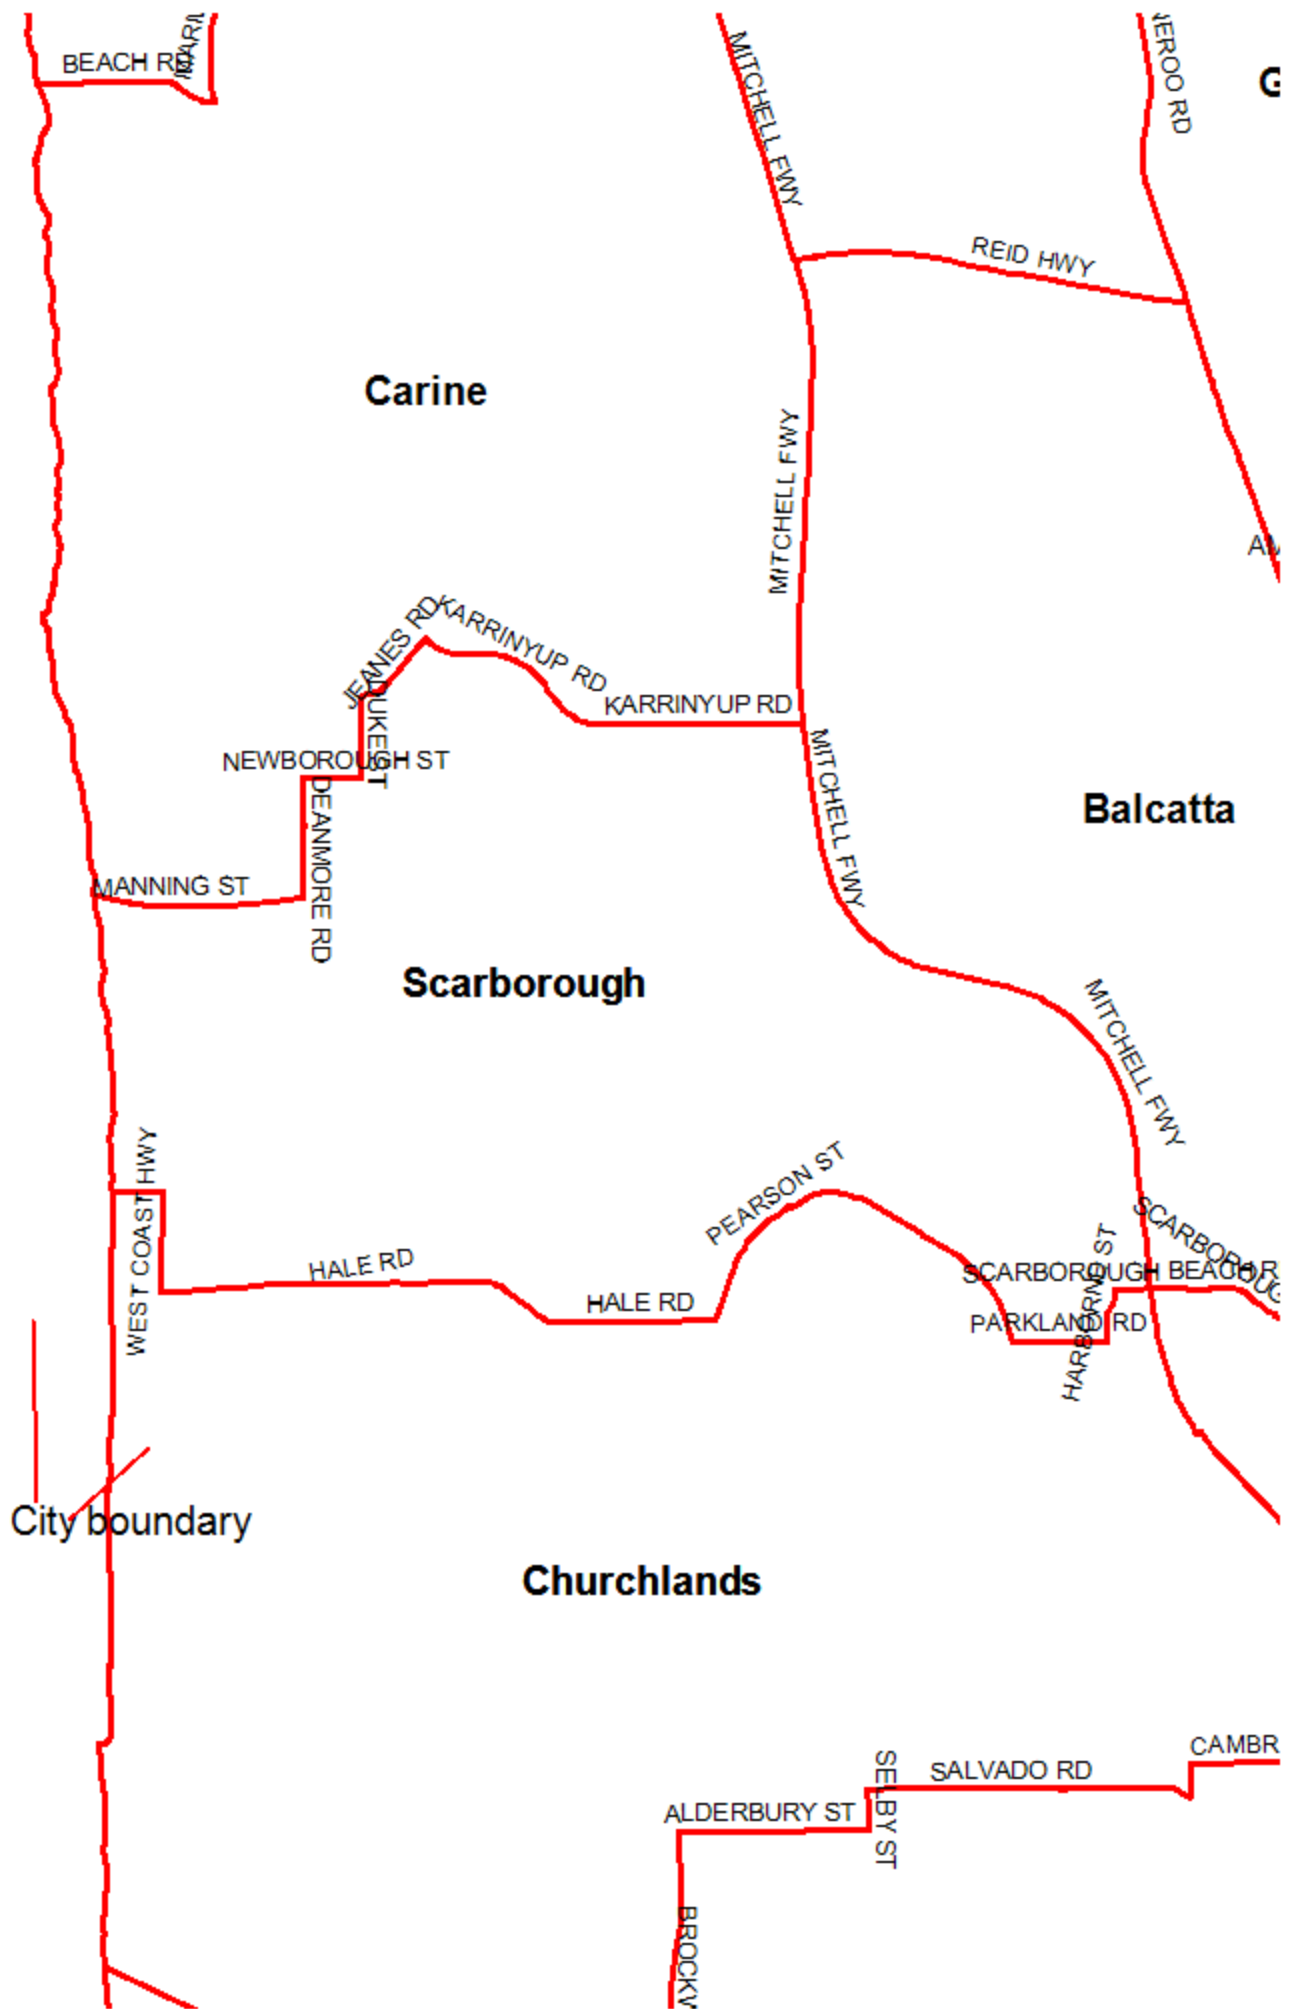 BEACH RD
MITCHELL FWY
REID HWY
Carine
MITCHELL FWY
JEANES RD
KARRINYUP RD
KARRINYUP RD
DUKE ST
NEWBOROUGH ST
DEANMORE RD
MANNING ST
MITCHELL FWY
Balcatta
Scarborough
MITCHELL FWY
WEST COAST HWY
HALE RD
HALE RD
PEARSON ST
SCARBOROUGH BEACH R
SCARBOROUG
HARBORNE ST
PARKLAND RD
City boundary
Churchlands
ALDERBURY ST
SELBY ST
SALVADO RD
CAMBR